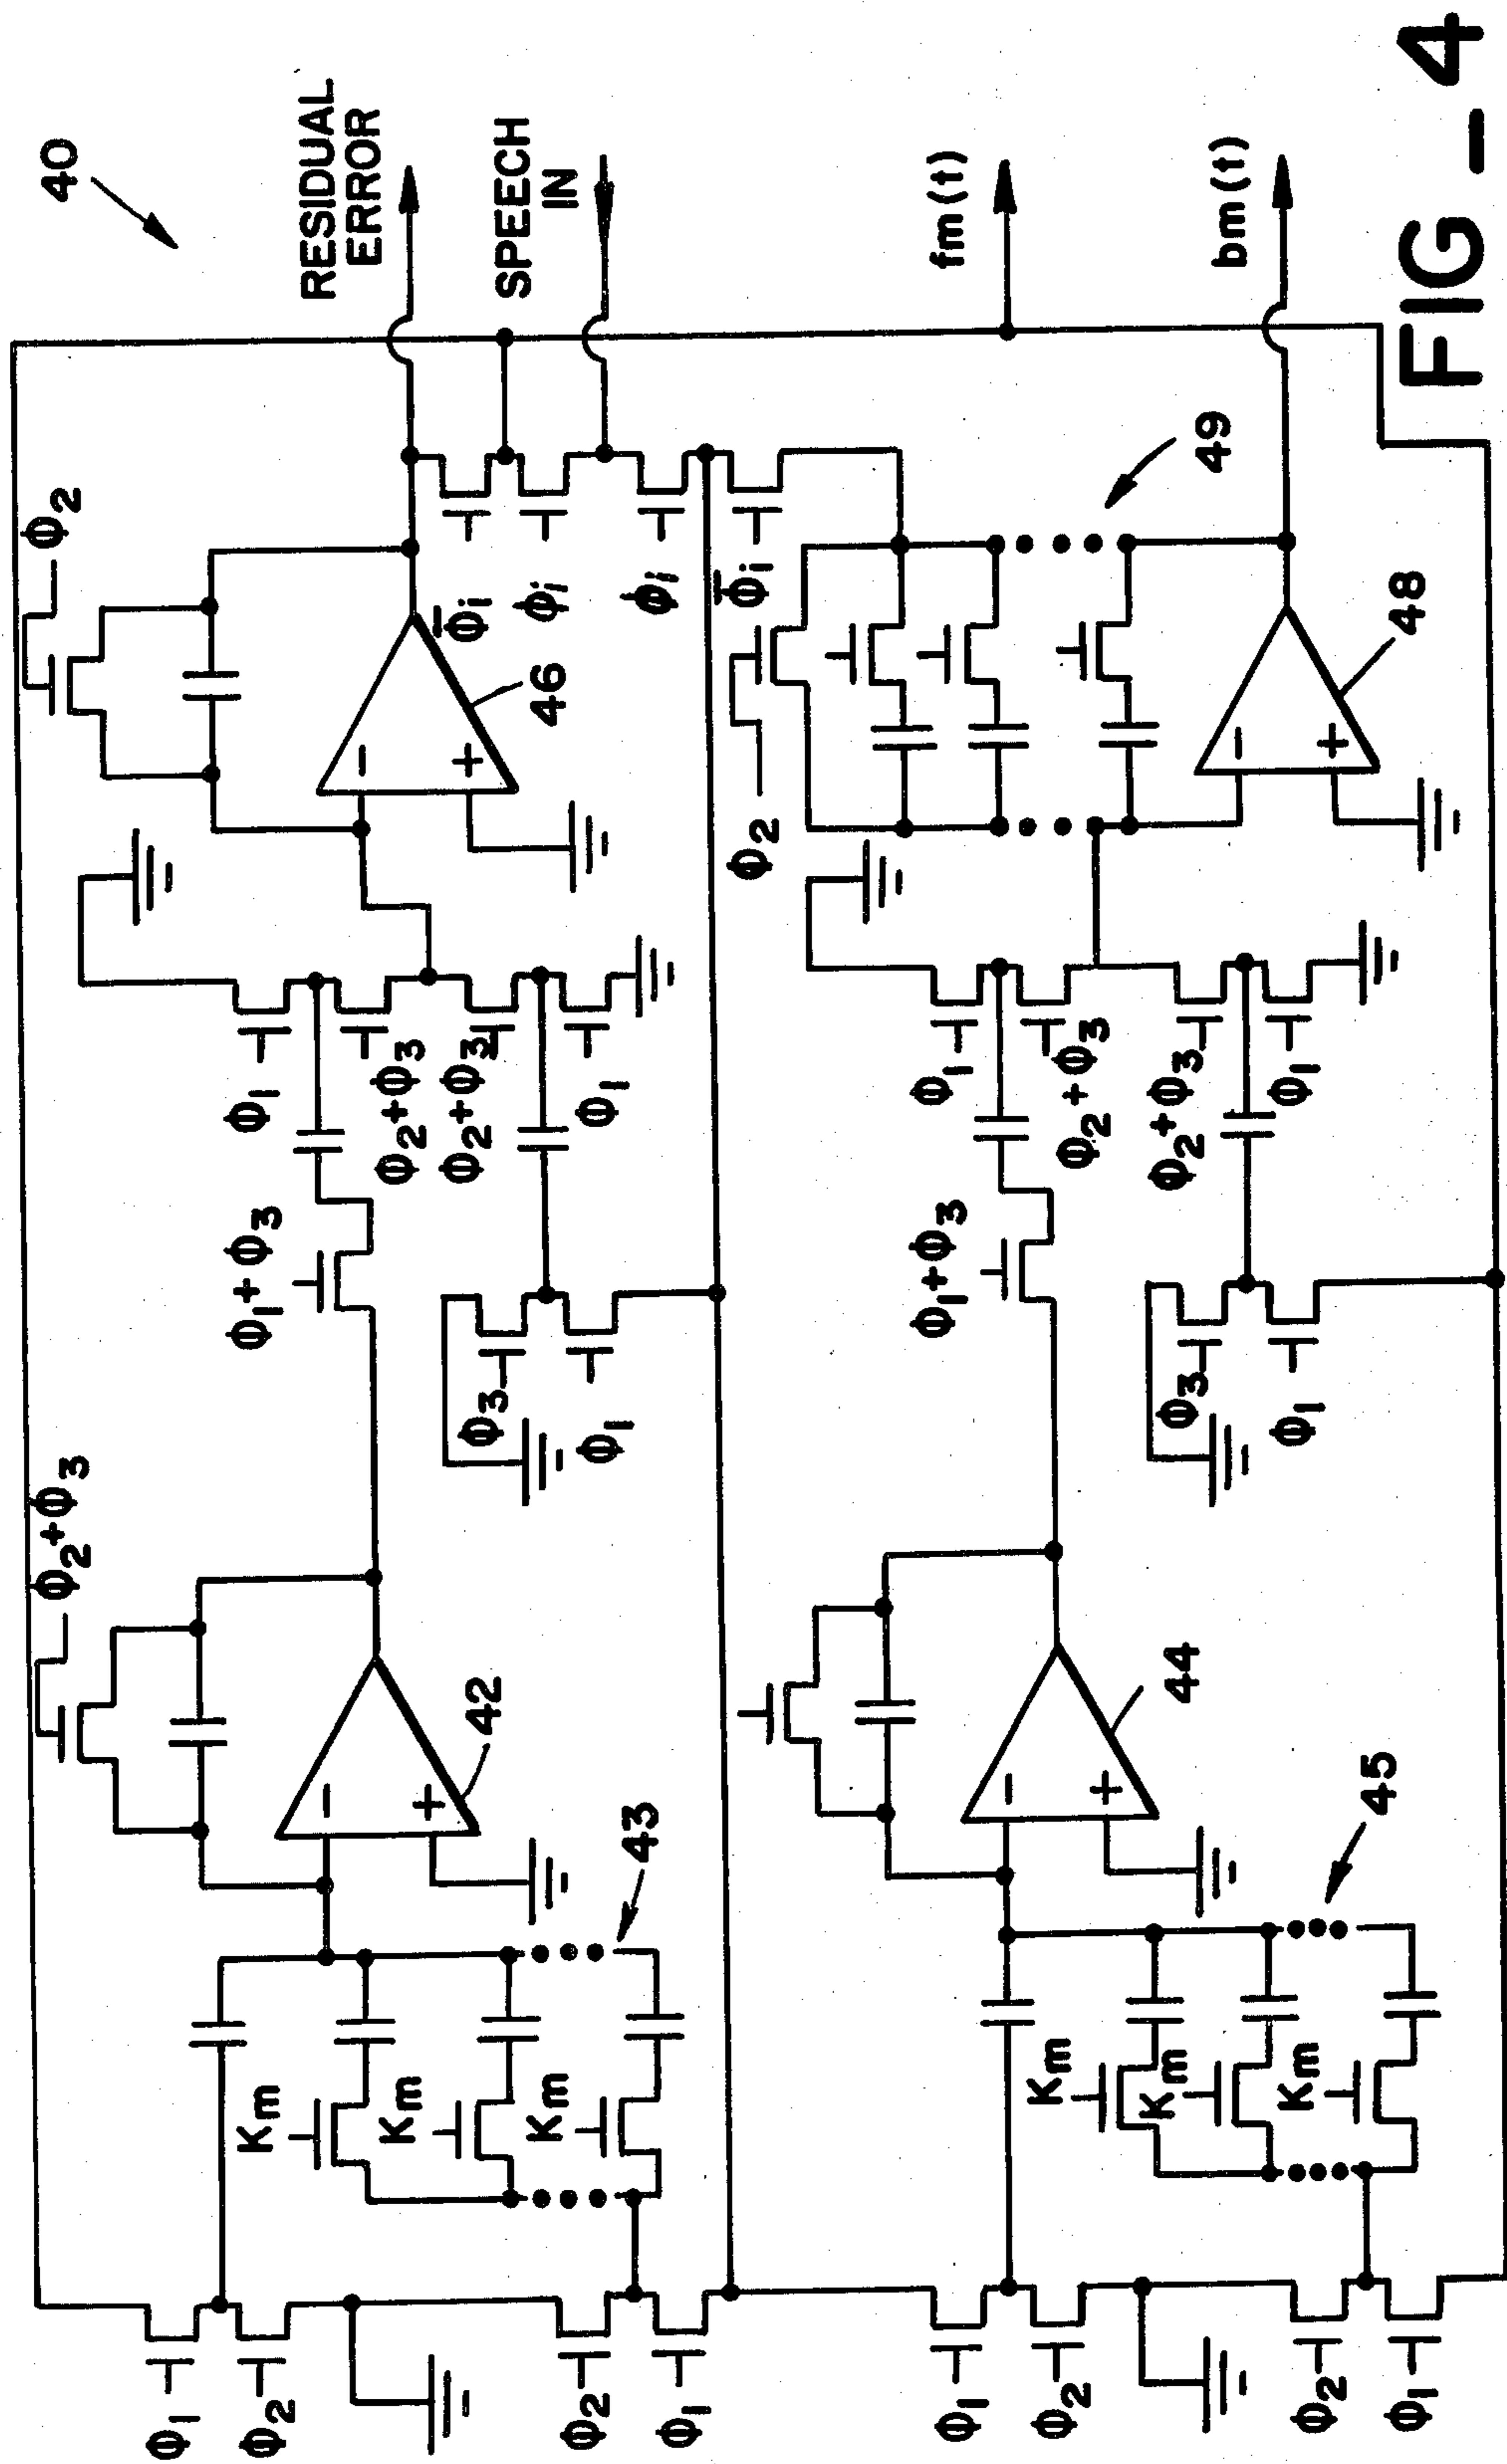 40
RESIDUAL
ERROR
SPEECH
IN
fm(t)
bm(t)
FIG_4
ϕ2
46
ϕ̅i
ϕi
ϕi
ϕ̅i
ϕ2
49
48
ϕ1
ϕ2+ϕ3
ϕ2+ϕ3
ϕ1
ϕ1+ϕ3
ϕ3
ϕ1
ϕ1
ϕ2+ϕ3
ϕ2+ϕ3
ϕ1
ϕ1+ϕ3
ϕ3
ϕ1
ϕ2+ϕ3
42
43
Km
Km
Km
44
45
Km
Km
Km
ϕ1
ϕ2
ϕ2
ϕ1
ϕ1
ϕ2
ϕ2
ϕ1
−
+
−
+
−
+
−
+